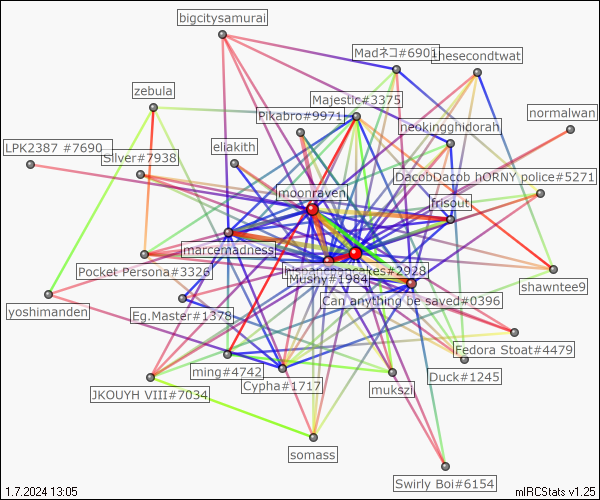 bigcitysamurai
Madネコ#6901
thesecondtwat
zebula
Majestic#3375
Pikabro#9971
normalwan
neokingghidorah
LPK2387 #7690
Silver#7938
eliakith
DacobDacob hORNY police#5271
moonraven
frisout
marcemadness
Pocket Persona#3326
hispanicpancakes#2928
Mushy#1984
shawntee9
Can anything be saved#0396
yoshimanden
Eg.Master#1378
Fedora Stoat#4479
ming#4742
Duck#1245
Cypha#1717
JKOUYH VIII#7034
mukszi
somass
Swirly Boi#6154
1.7.2024 13:05
mIRCStats v1.25